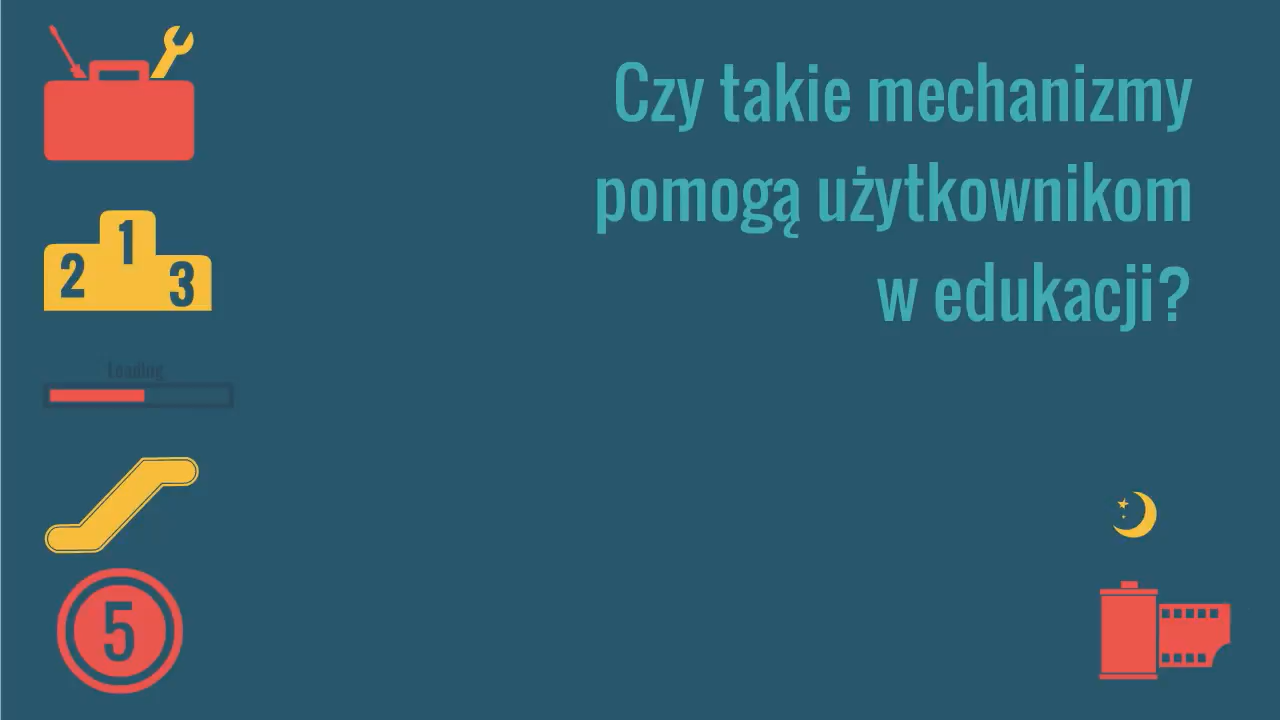 Czy takie mechanizmy
pomogą użytkownikom
w edukacji?
1
2
3
Loading
5